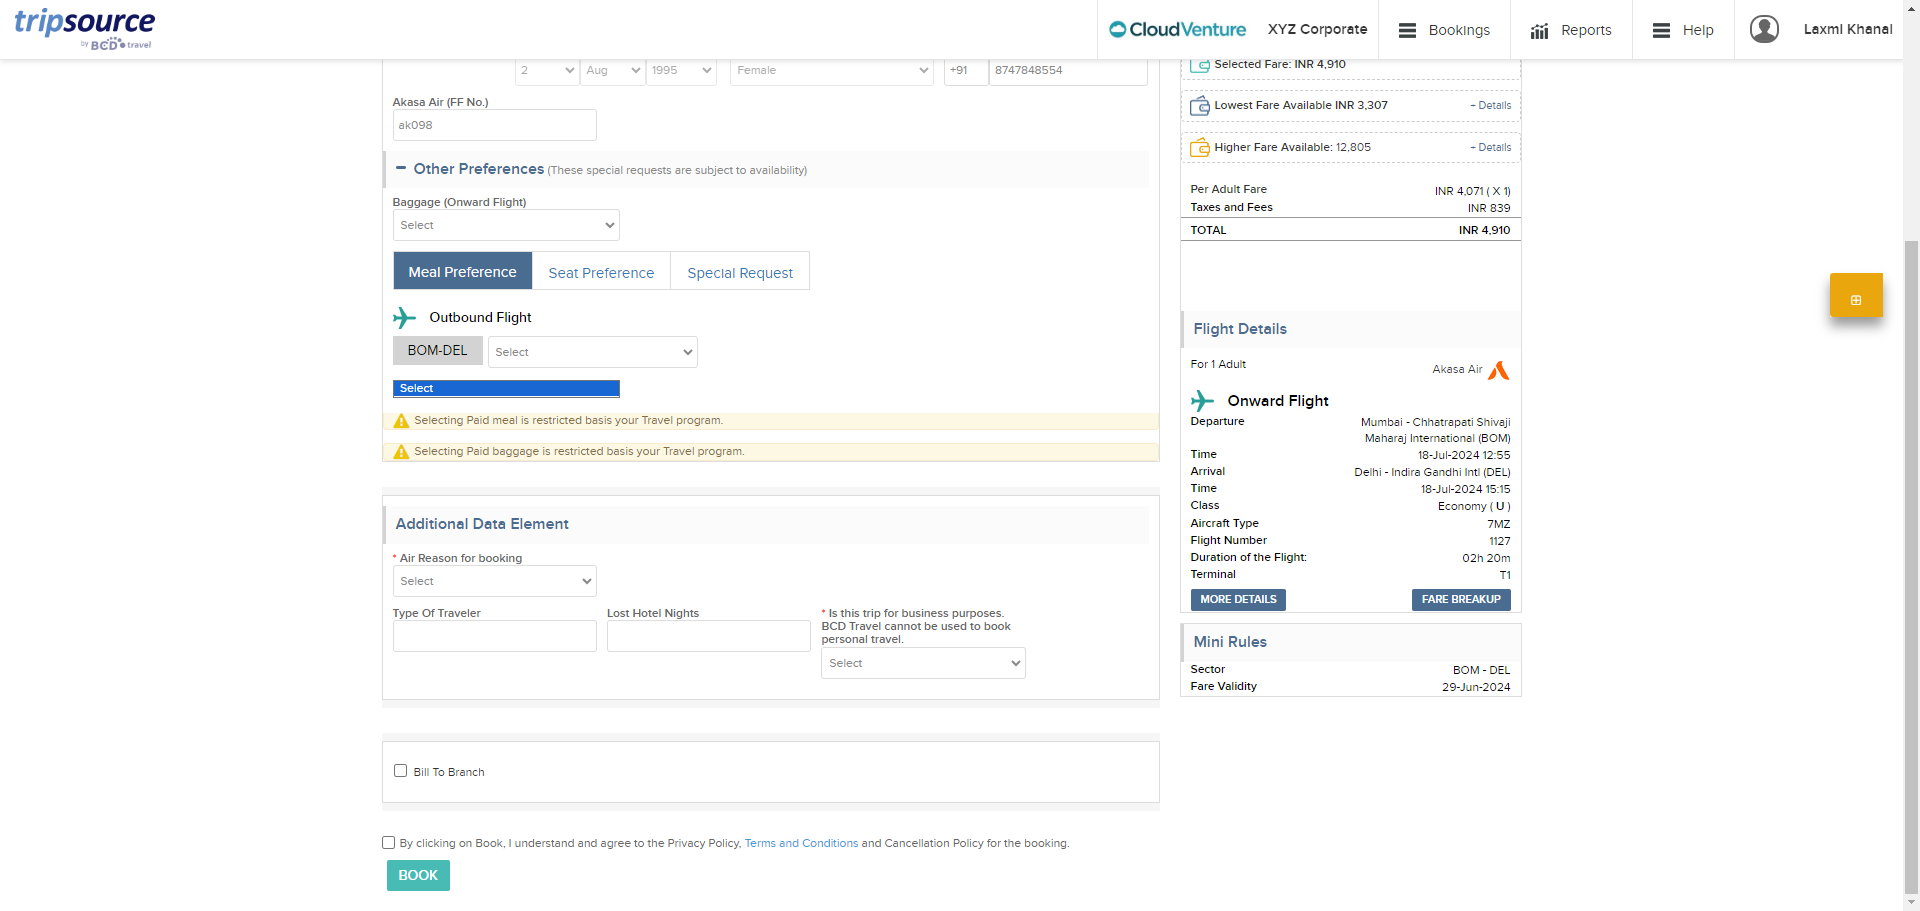 tripsource
by BCD travel
CloudVenture
XYZ Corporate
Bookings
Reports
Help
Laxmi Khanal
2
Aug
1995
Female
+91
8747848554
Akasa Air (FF No.)
ak098
Other Preferences (These special requests are subject to availability)
Baggage (Onward Flight)
Select
Meal Preference
Seat Preference
Special Request
Outbound Flight
BOM-DEL
Select
Select
Selecting Paid meal is restricted basis your Travel program.
Selecting Paid baggage is restricted basis your Travel program.
Additional Data Element
* Air Reason for booking
Select
Type Of Traveler
Lost Hotel Nights
* Is this trip for business purposes.
BCD Travel cannot be used to book
personal travel.
Select
Bill To Branch
By clicking on Book, I understand and agree to the Privacy Policy, Terms and Conditions and Cancellation Policy for the booking.
BOOK
Selected Fare: INR 4,910
Lowest Fare Available INR 3,307
+ Details
Higher Fare Available: 12,805
+ Details
Per Adult Fare INR 4,071 ( X 1)
Taxes and Fees INR 839
TOTAL INR 4,910
Flight Details
For 1 Adult
Akasa Air
Onward Flight
Departure Mumbai - Chhatrapati Shivaji
Maharaj International (BOM)
Time 18-Jul-2024 12:55
Arrival Delhi - Indira Gandhi Intl (DEL)
Time 18-Jul-2024 15:15
Class Economy ( U )
Aircraft Type 7MZ
Flight Number 1127
Duration of the Flight: 02h 20m
Terminal T1
MORE DETAILS
FARE BREAKUP
Mini Rules
Sector BOM - DEL
Fare Validity 29-Jun-2024